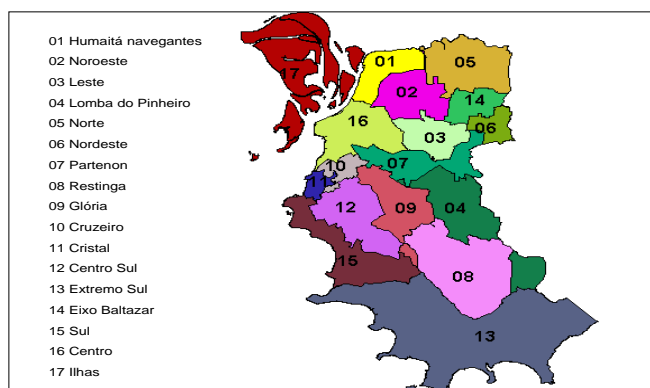 01 Humaitá navegantes
02 Noroeste
03 Leste
04 Lomba do Pinheiro
05 Norte
06 Nordeste
07 Partenon
08 Restinga
09 Glória
10 Cruzeiro
11 Cristal
12 Centro Sul
13 Extremo Sul
14 Eixo Baltazar
15 Sul
16 Centro
17 Ilhas
17
01
05
02
14
16
03
06
10
07
11
12
09
04
15
08
13